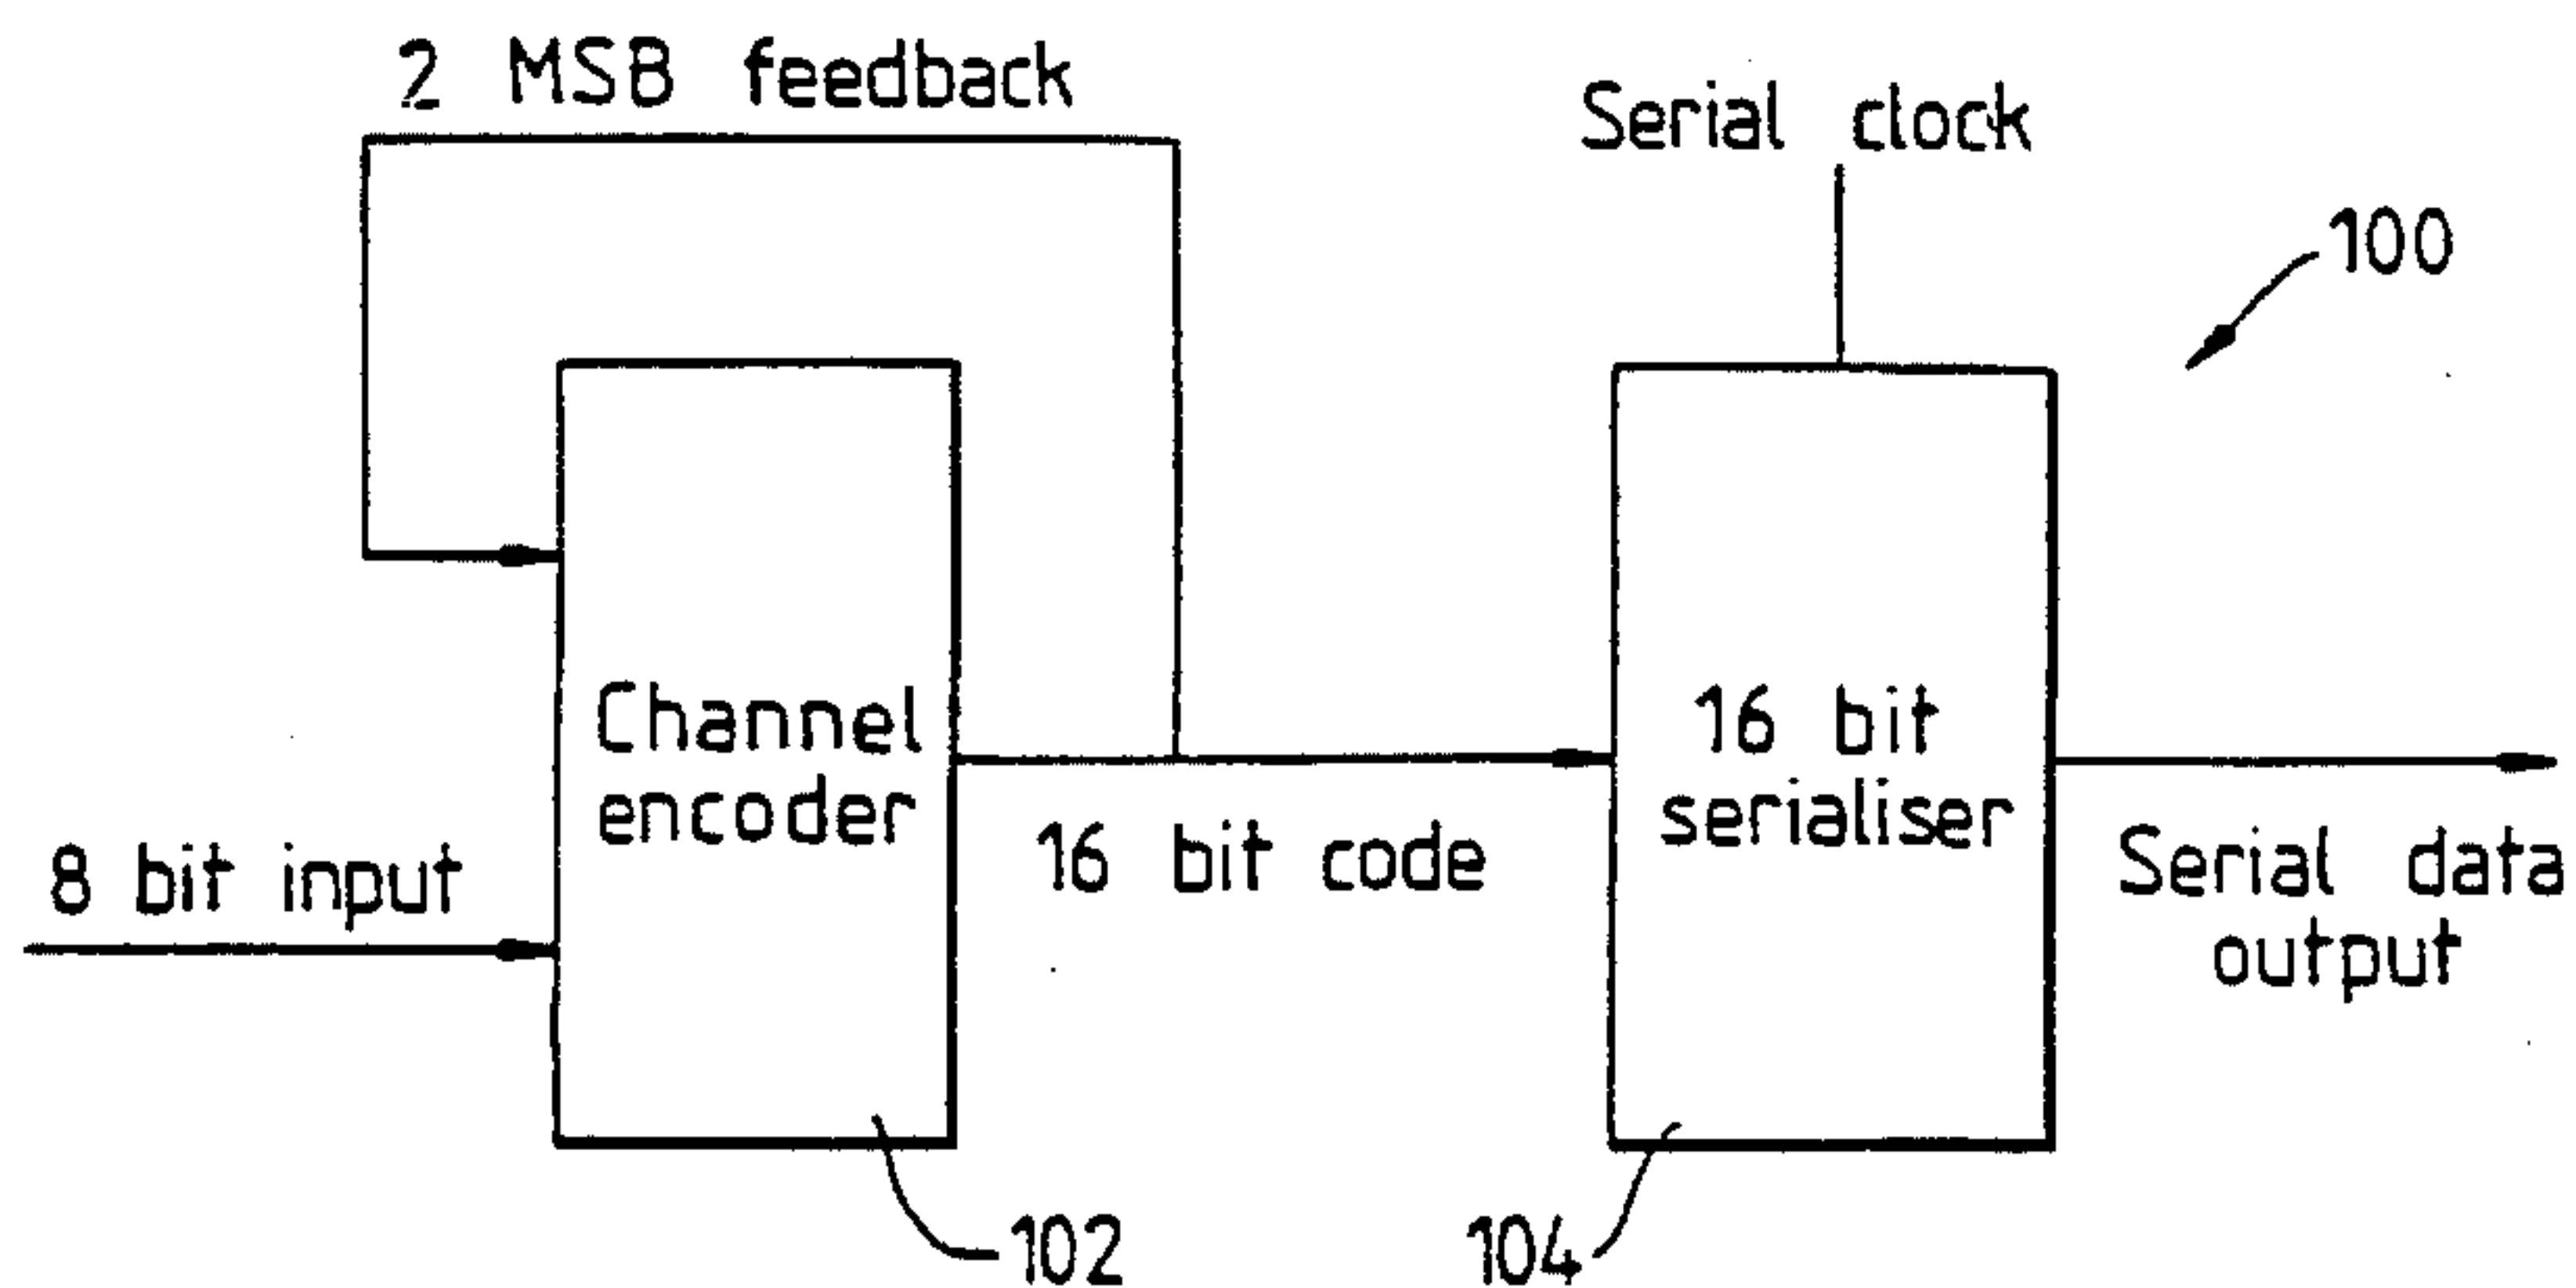 2 MSB feedback
Serial clock
100
Channel
encoder
16 bit
serialiser
8 bit input
16 bit code
Serial data
output
102
104